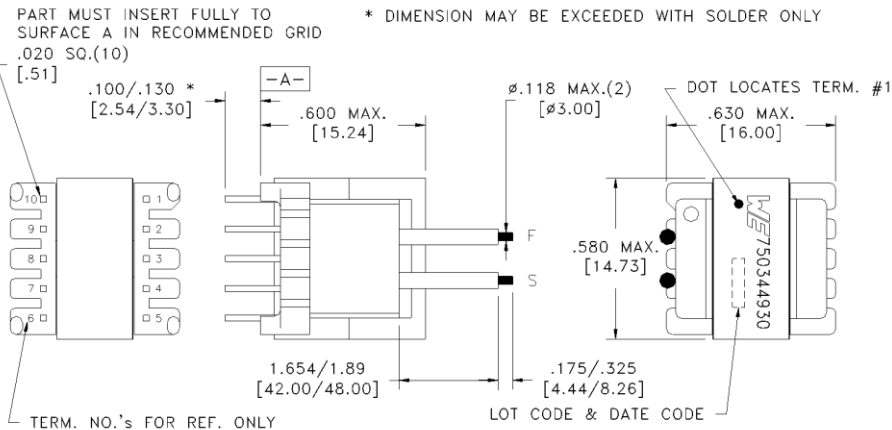 PART MUST INSERT FULLY TO
SURFACE A IN RECOMMENDED GRID
* DIMENSION MAY BE EXCEEDED WITH SOLDER ONLY
.020 SQ.(10)
[.51]
.100/.130 *
[2.54/3.30]
-A-
.600 MAX.
[15.24]
ø.118 MAX.(2)
[ø3.00]
DOT LOCATES TERM. #1
.630 MAX.
[16.00]
10
1
9
2
8
3
7
4
6
5
F
S
.580 MAX.
[14.73]
WE
750344930
1.654/1.89
[42.00/48.00]
.175/.325
[4.44/8.26]
TERM. NO.'s FOR REF. ONLY
LOT CODE & DATE CODE